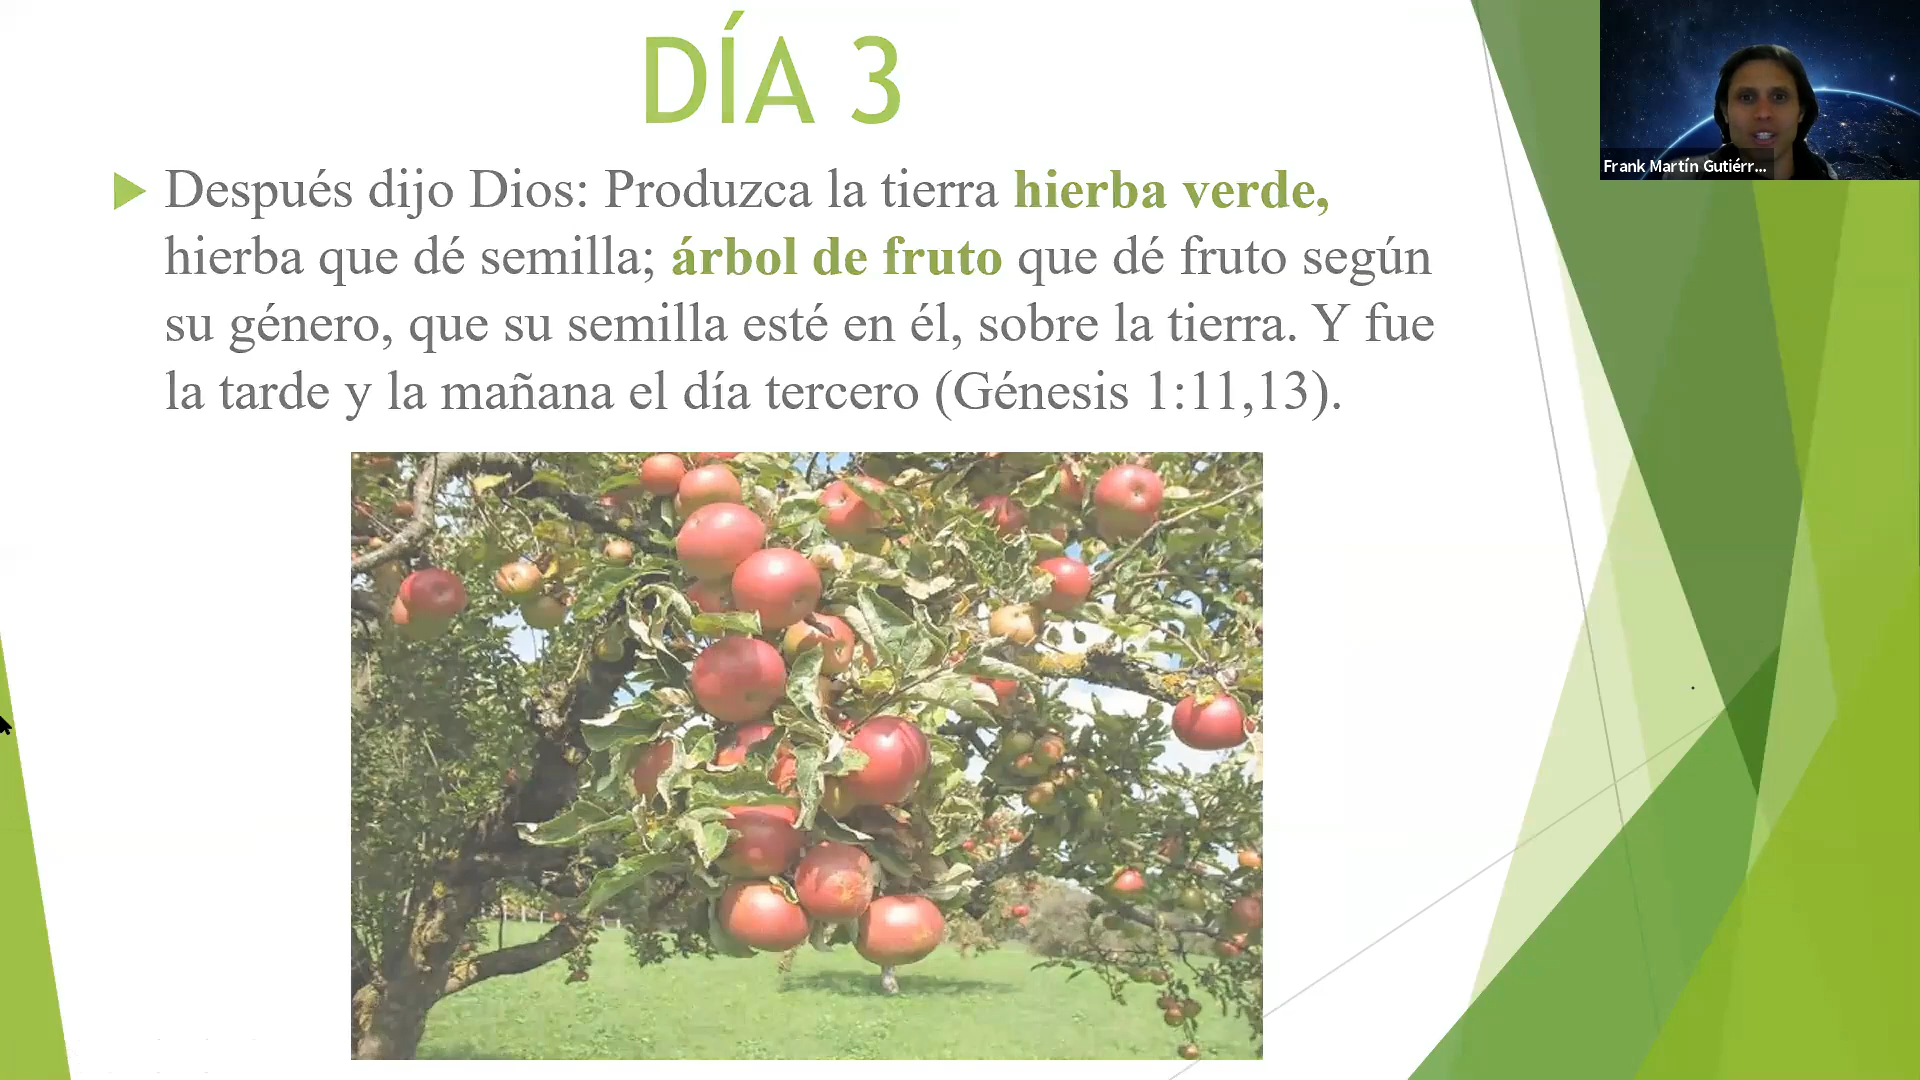 DÍA 3
Después dijo Dios: Produzca la tierra hierba verde,
hierba que dé semilla; árbol de fruto que dé fruto según
su género, que su semilla esté en él, sobre la tierra. Y fue
la tarde y la mañana el día tercero (Génesis 1:11,13).
Frank Martín Gutiérr...